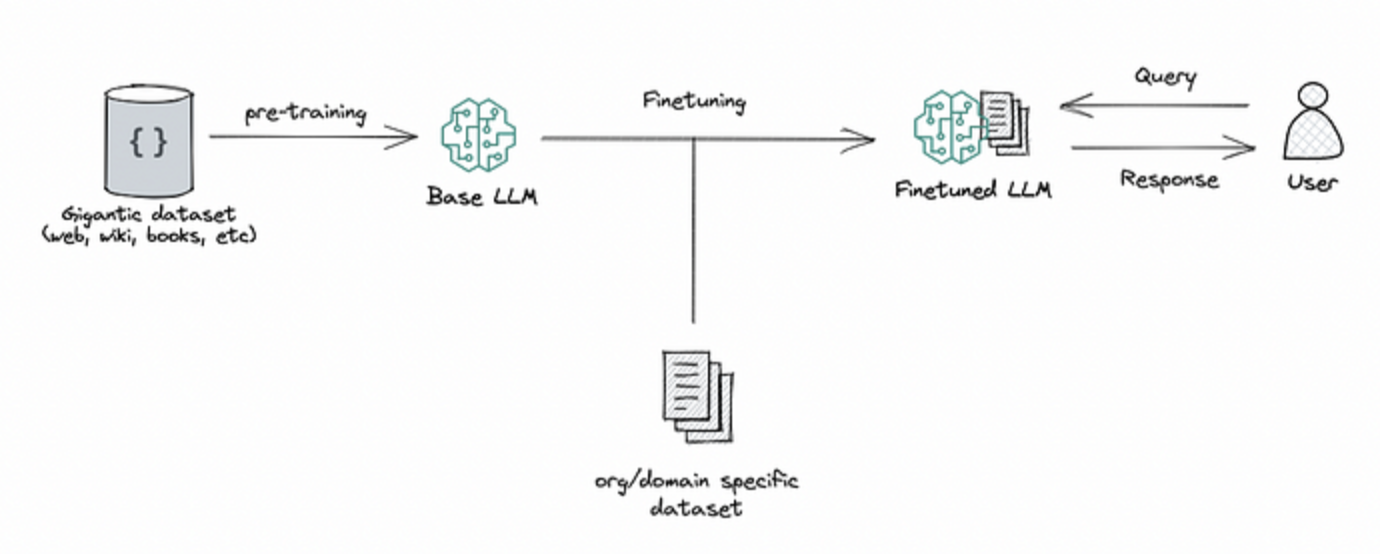 Query
pre-training
Finetuning
{ }
Response
User
Base LLM
Finetuned LLM
Gigantic dataset
(web, wiki, books, etc)
org/domain specific
dataset